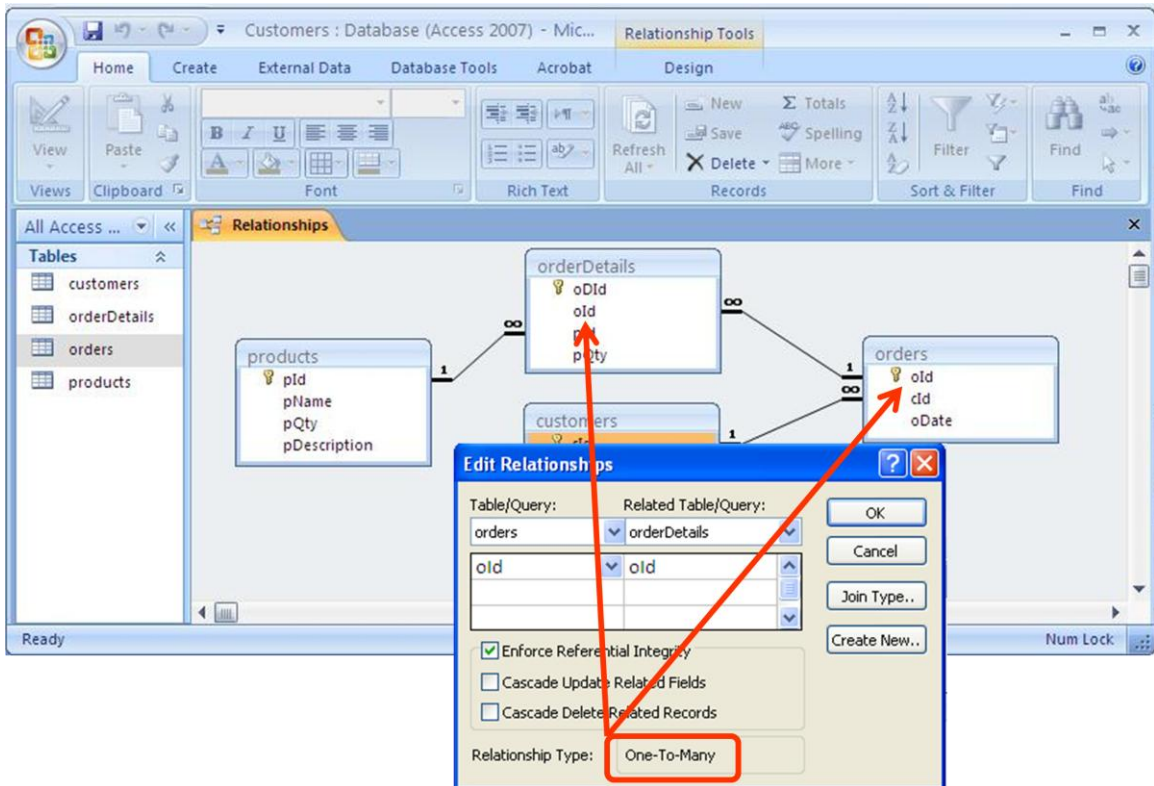 Customers : Database (Access 2007) - Mic...
Relationship Tools
Home Create External Data Database Tools Acrobat Design
View
Paste
B I U
A
Refresh All
New
Save
Delete
Σ Totals
Spelling
More
Filter
Find
Views Clipboard Font Rich Text Records Sort & Filter Find
All Access ... «
Relationships
Tables
customers
orderDetails
orders
products
orderDetails
oDId
oId
pQty
products
pId
pName
pQty
pDescription
1
∞
∞
1
∞
1
orders
oId
cId
oDate
customers
Edit Relationships
Table/Query: Related Table/Query:
orders orderDetails
oId oId
OK
Cancel
Join Type..
Create New..
Enforce Referential Integrity
Cascade Update Related Fields
Cascade Delete Related Records
Relationship Type: One-To-Many
Ready
Num Lock